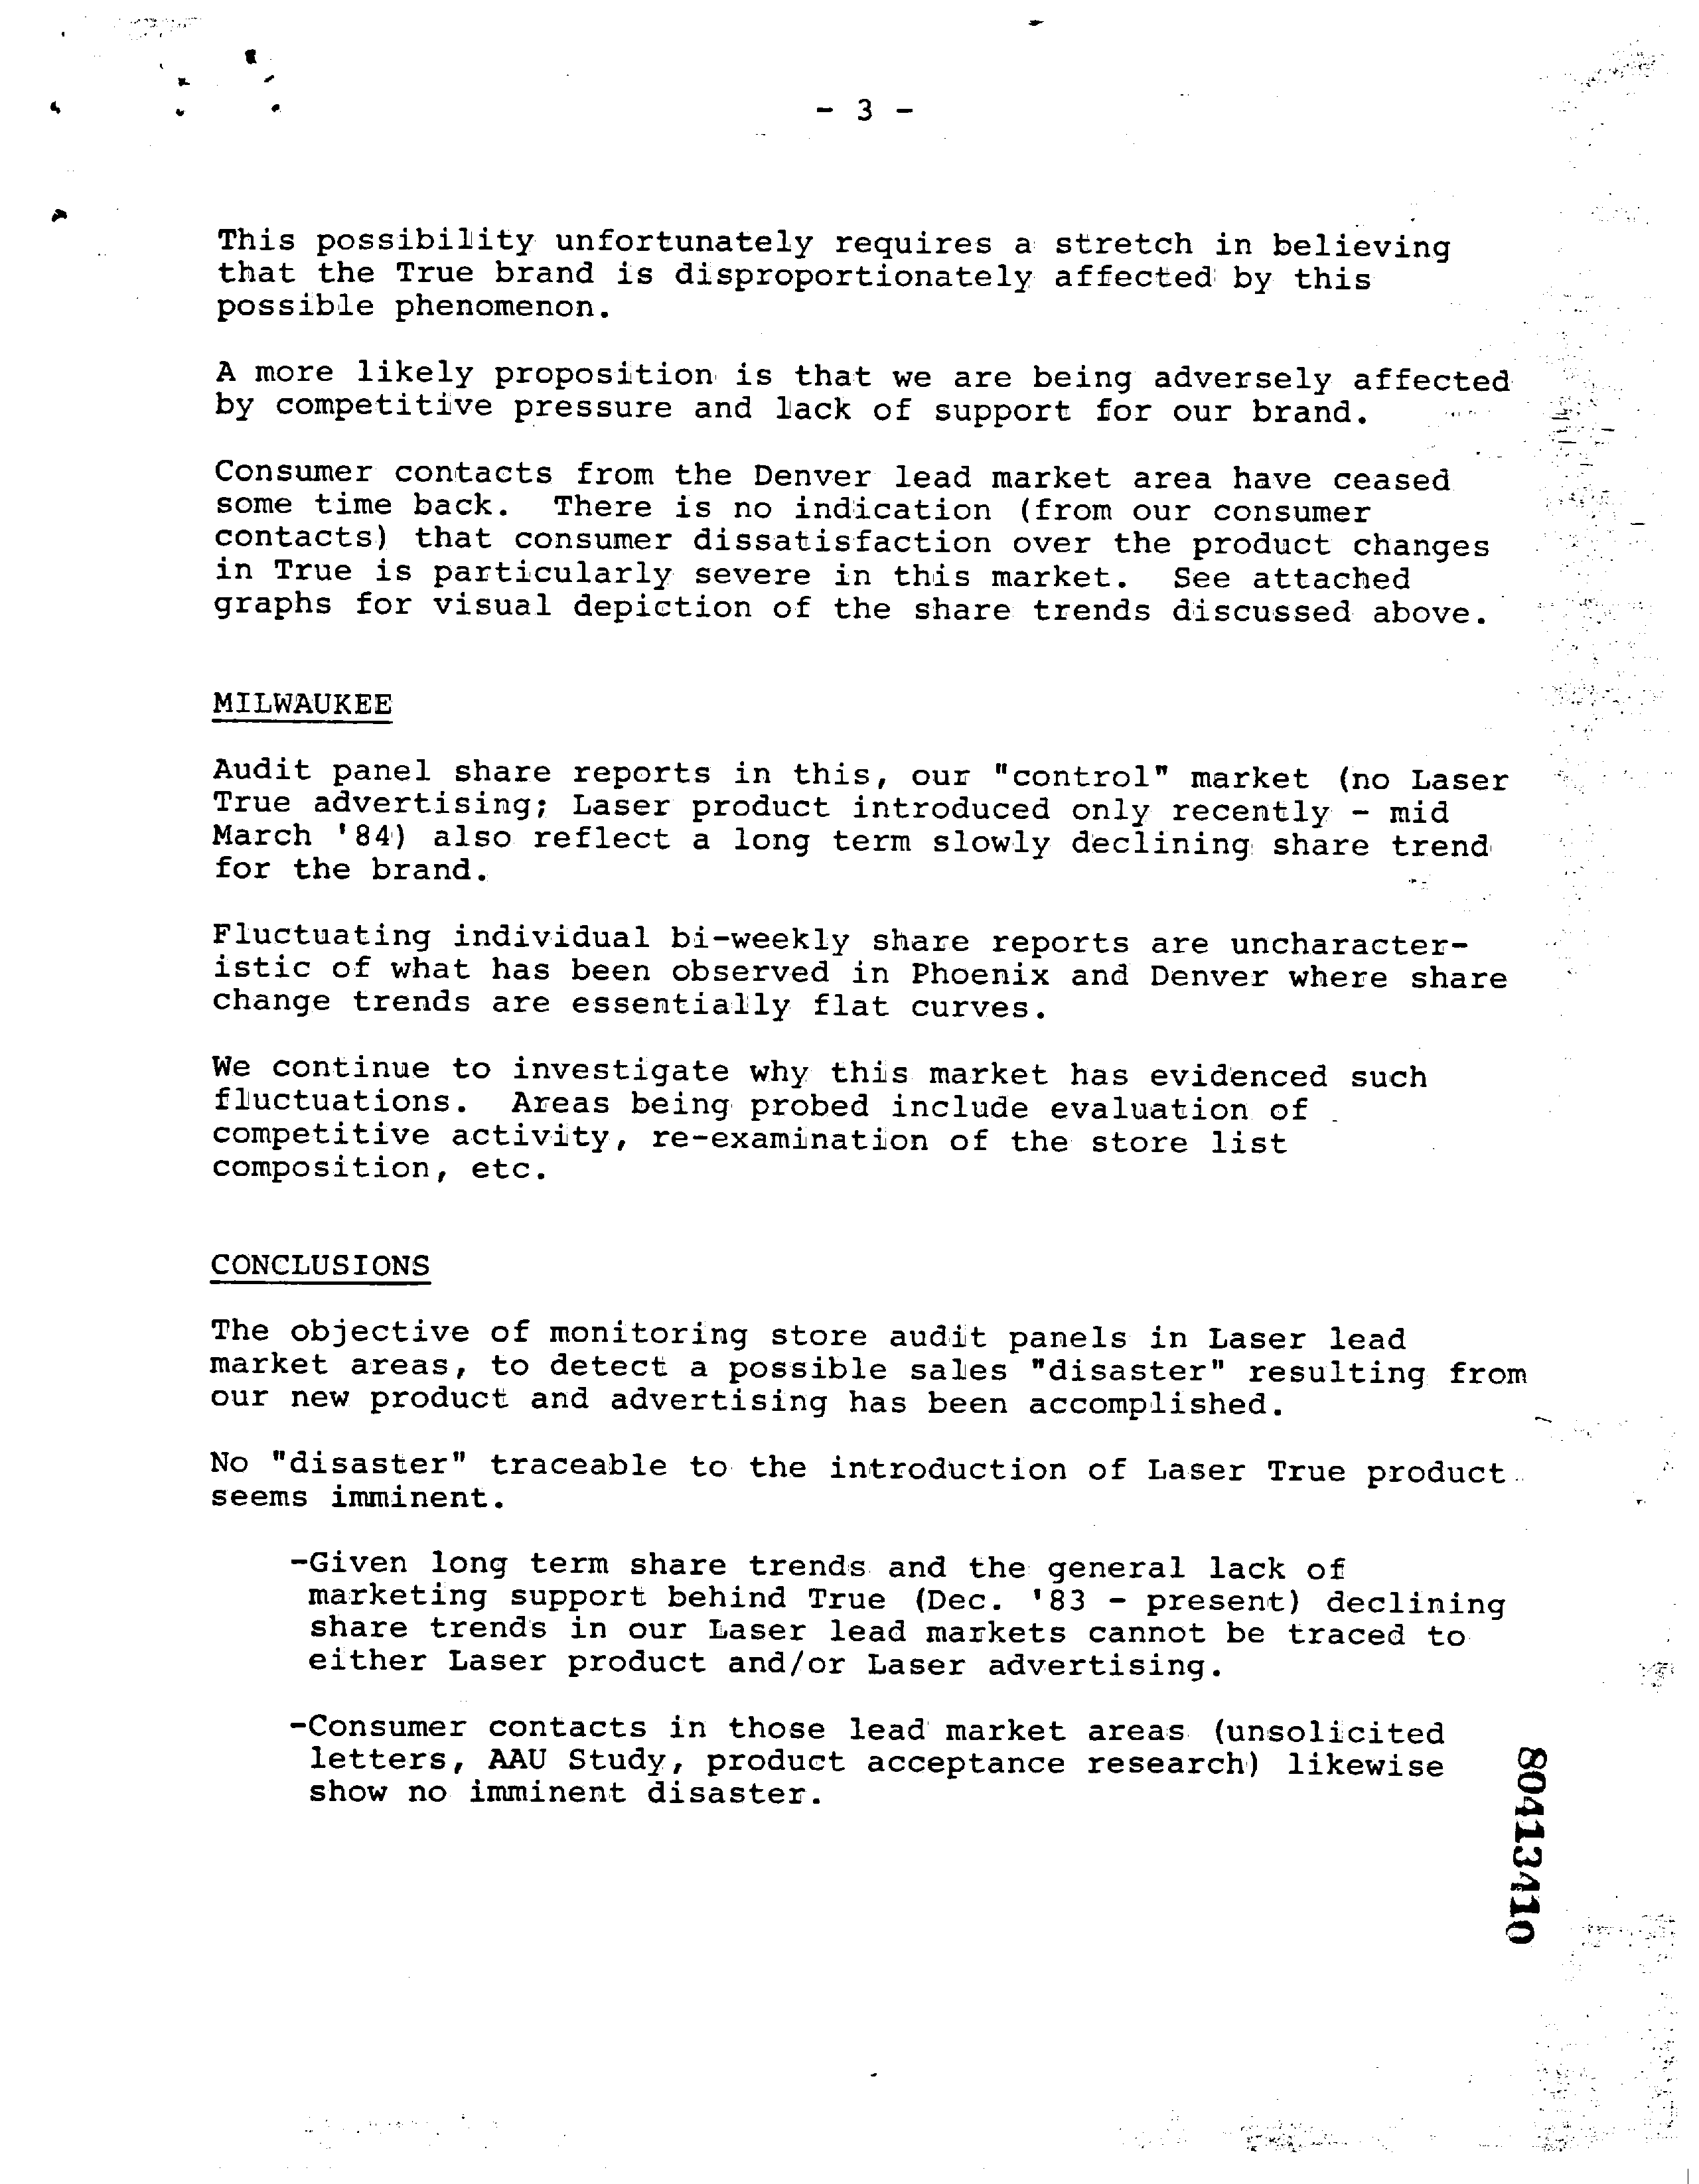 - 3 -
This possibility unfortunately requires a stretch in believing
that the True brand is disproportionately affected by this
possible phenomenon.
A more likely proposition is that we are being adversely affected
by competitive pressure and lack of support for our brand.
Consumer contacts from the Denver lead market area have ceased
some time back. There is no indication (from our consumer
contacts) that consumer dissatisfaction over the product changes
in True is particularly severe in this market. See attached
graphs for visual depiction of the share trends discussed above.
MILWAUKEE
Audit panel share reports in this, our "control" market (no Laser
True advertising; Laser product introduced only recently - mid
March '84) also reflect a long term slowly declining share trend
for the brand.
Fluctuating individual bi-weekly share reports are uncharacter-
istic of what has been observed in Phoenix and Denver where share
change trends are essentially flat curves.
We continue to investigate why this market has evidenced such
fluctuations. Areas being probed include evaluation of
competitive activity, re-examination of the store list
composition, etc.
CONCLUSIONS
The objective of monitoring store audit panels in Laser lead
market areas, to detect a possible sales "disaster" resulting from
our new product and advertising has been accomplished.
No "disaster" traceable to the introduction of Laser True product
seems imminent.
-Given long term share trends and the general lack of
marketing support behind True (Dec. '83 - present) declining
share trends in our Laser lead markets cannot be traced to
either Laser product and/or Laser advertising.
-Consumer contacts in those lead market areas (unsolicited
letters, AAU Study, product acceptance research) likewise
show no imminent disaster.
80413410